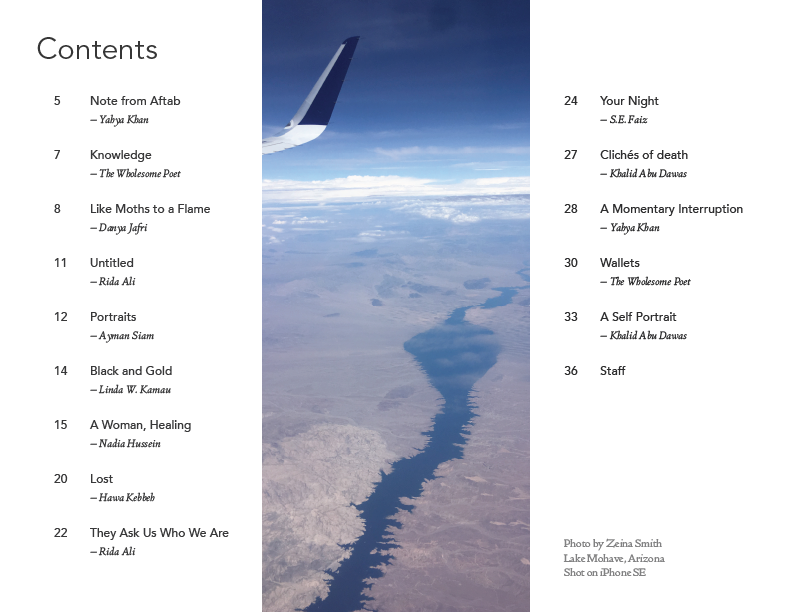 Contents
5 Note from Aftab
– Yahya Khan
7 Knowledge
– The Wholesome Poet
8 Like Moths to a Flame
– Danya Jafri
11 Untitled
– Rida Ali
12 Portraits
– Ayman Siam
14 Black and Gold
– Linda W. Kamau
15 A Woman, Healing
– Nadia Hussein
20 Lost
– Hawa Kebbeh
22 They Ask Us Who We Are
– Rida Ali
24 Your Night
– S.E. Faiz
27 Clichés of death
– Khalid Abu Dawas
28 A Momentary Interruption
– Yahya Khan
30 Wallets
– The Wholesome Poet
33 A Self Portrait
– Khalid Abu Dawas
36 Staff
Photo by Zeina Smith
Lake Mohave, Arizona
Shot on iPhone SE